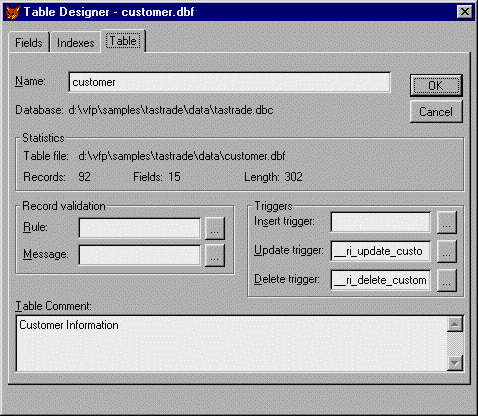 Table Designer - customer.dbf
Fields Indexes Table
Name: customer OK
Database: d:\vfp\samples\tastrade\data\tastrade.dbc Cancel
Statistics
Table file: d:\vfp\samples\tastrade\data\customer.dbf
Records: 92 Fields: 15 Length: 302
Record validation
Rule: ...
Message: ...
Triggers
Insert trigger: ...
Update trigger: __ri_update_custo ...
Delete trigger: __ri_delete_custom ...
Table Comment:
Customer Information